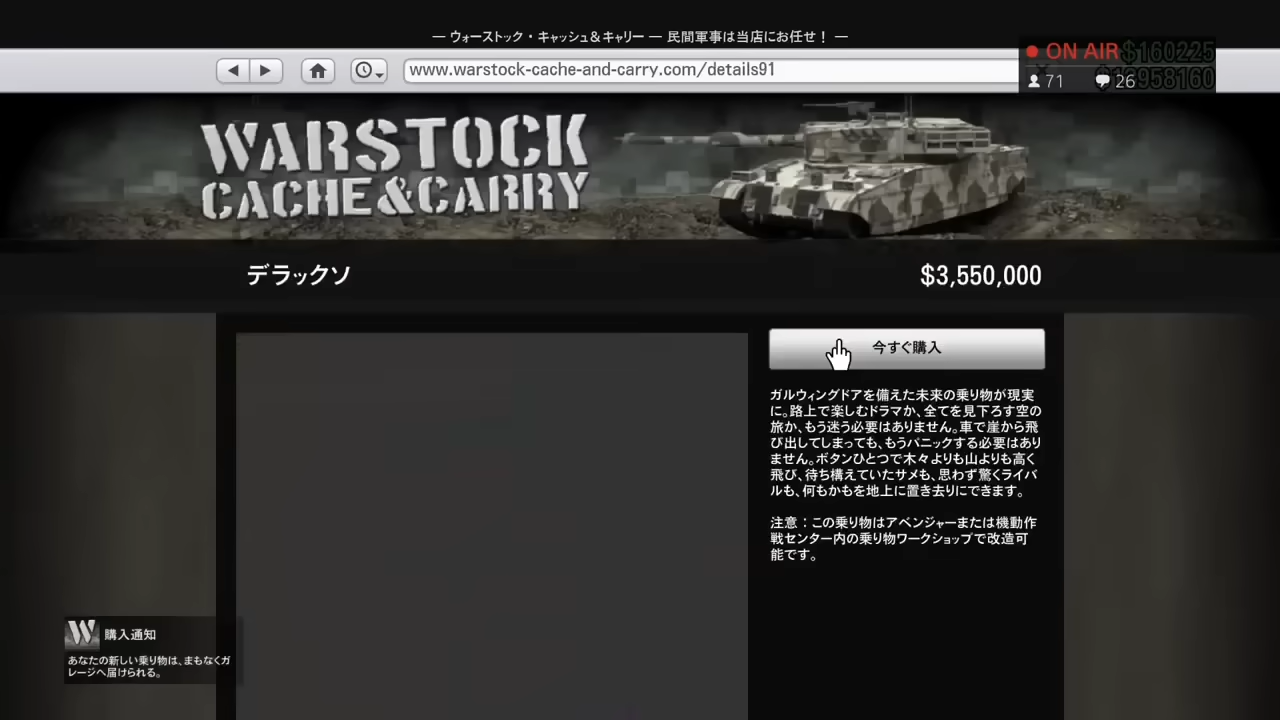 — ウォーストック・キャッシュ＆キャリー — 民間軍事は当店にお任せ！ —
www.warstock-cache-and-carry.com/details91
ON AIR
$160225
71
26
WARSTOCK
CACHE&CARRY
デラックソ
$3,550,000
今すぐ購入
ガルウィングドアを備えた未来の乗り物が現実
に。路上で楽しむドラマか、全てを見下ろす空の
旅か、もう迷う必要はありません。車で崖から飛
び出してしまっても、もうパニックする必要はあり
ません。ボタンひとつで木々よりも山よりも高く
飛び、待ち構えていたサメも、思わず驚くライバ
ルも、何もかもを地上に置き去りにできます。
注意：この乗り物はアベンジャーまたは機動作
戦センター内の乗り物ワークショップで改造可
能です。
W
購入通知
あなたの新しい乗り物は、まもなくガ
レージへ届けられる。